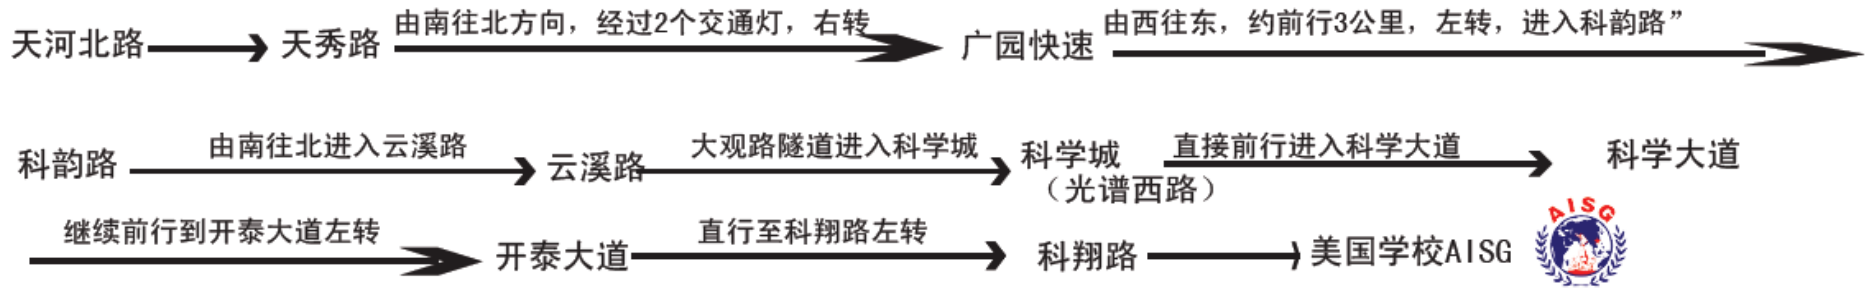 由南往北方向，经过2个交通灯，右转 由西往东，约前行3公里，左转，进入科韵路”
天河北路 天秀路 广园快速
由南往北进入云溪路 大观路隧道进入科学城 直接前行进入科学大道
科韵路 云溪路 科学城 科学大道
（光谱西路）
AISG
继续前行到开泰大道左转 直行至科翔路左转
开泰大道 科翔路 美国学校AISG